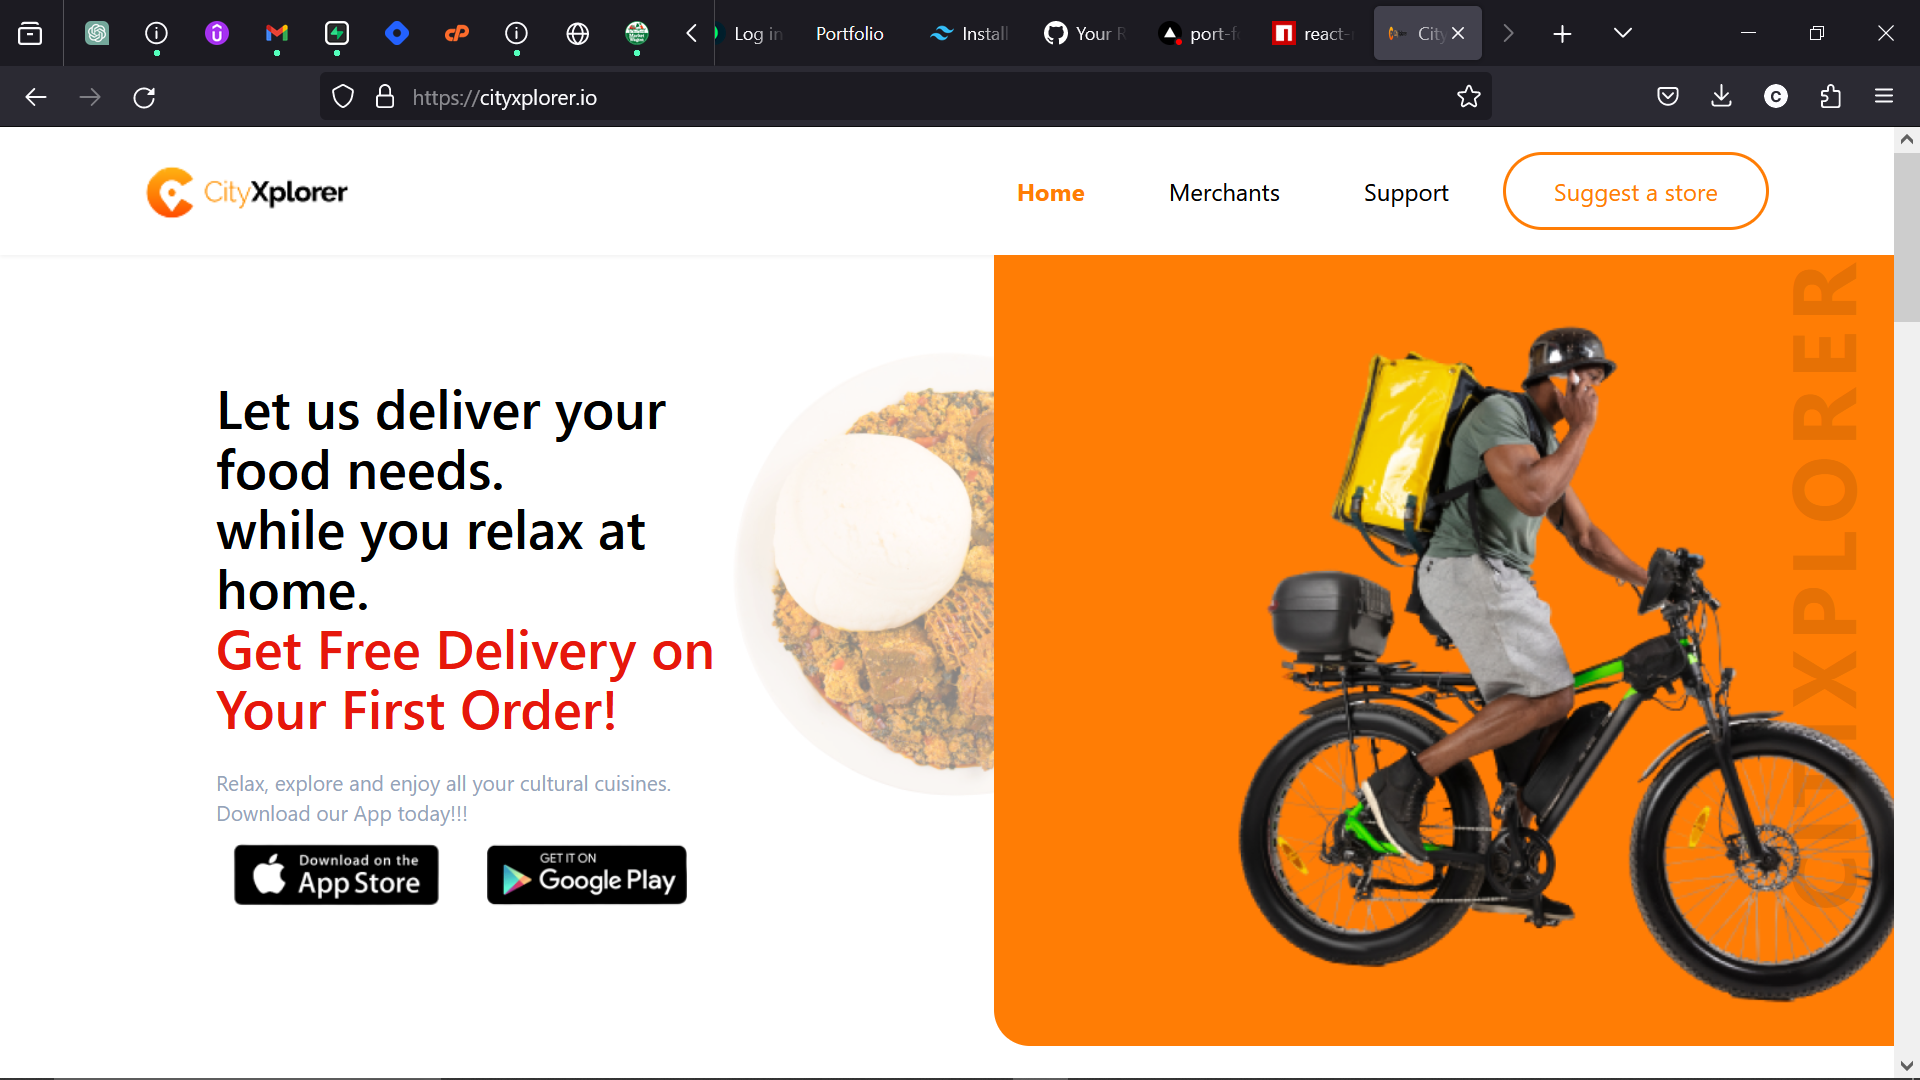 Log in
Portfolio
Install
Your R
port-f
react-
City
https://cityxplorer.io
CityXplorer
Home
Merchants
Support
Suggest a store
Let us deliver your
food needs.
while you relax at
home.
Get Free Delivery on
Your First Order!
Relax, explore and enjoy all your cultural cuisines.
Download our App today!!!
Download on the
App Store
GET IT ON
Google Play
CITIXPLORER